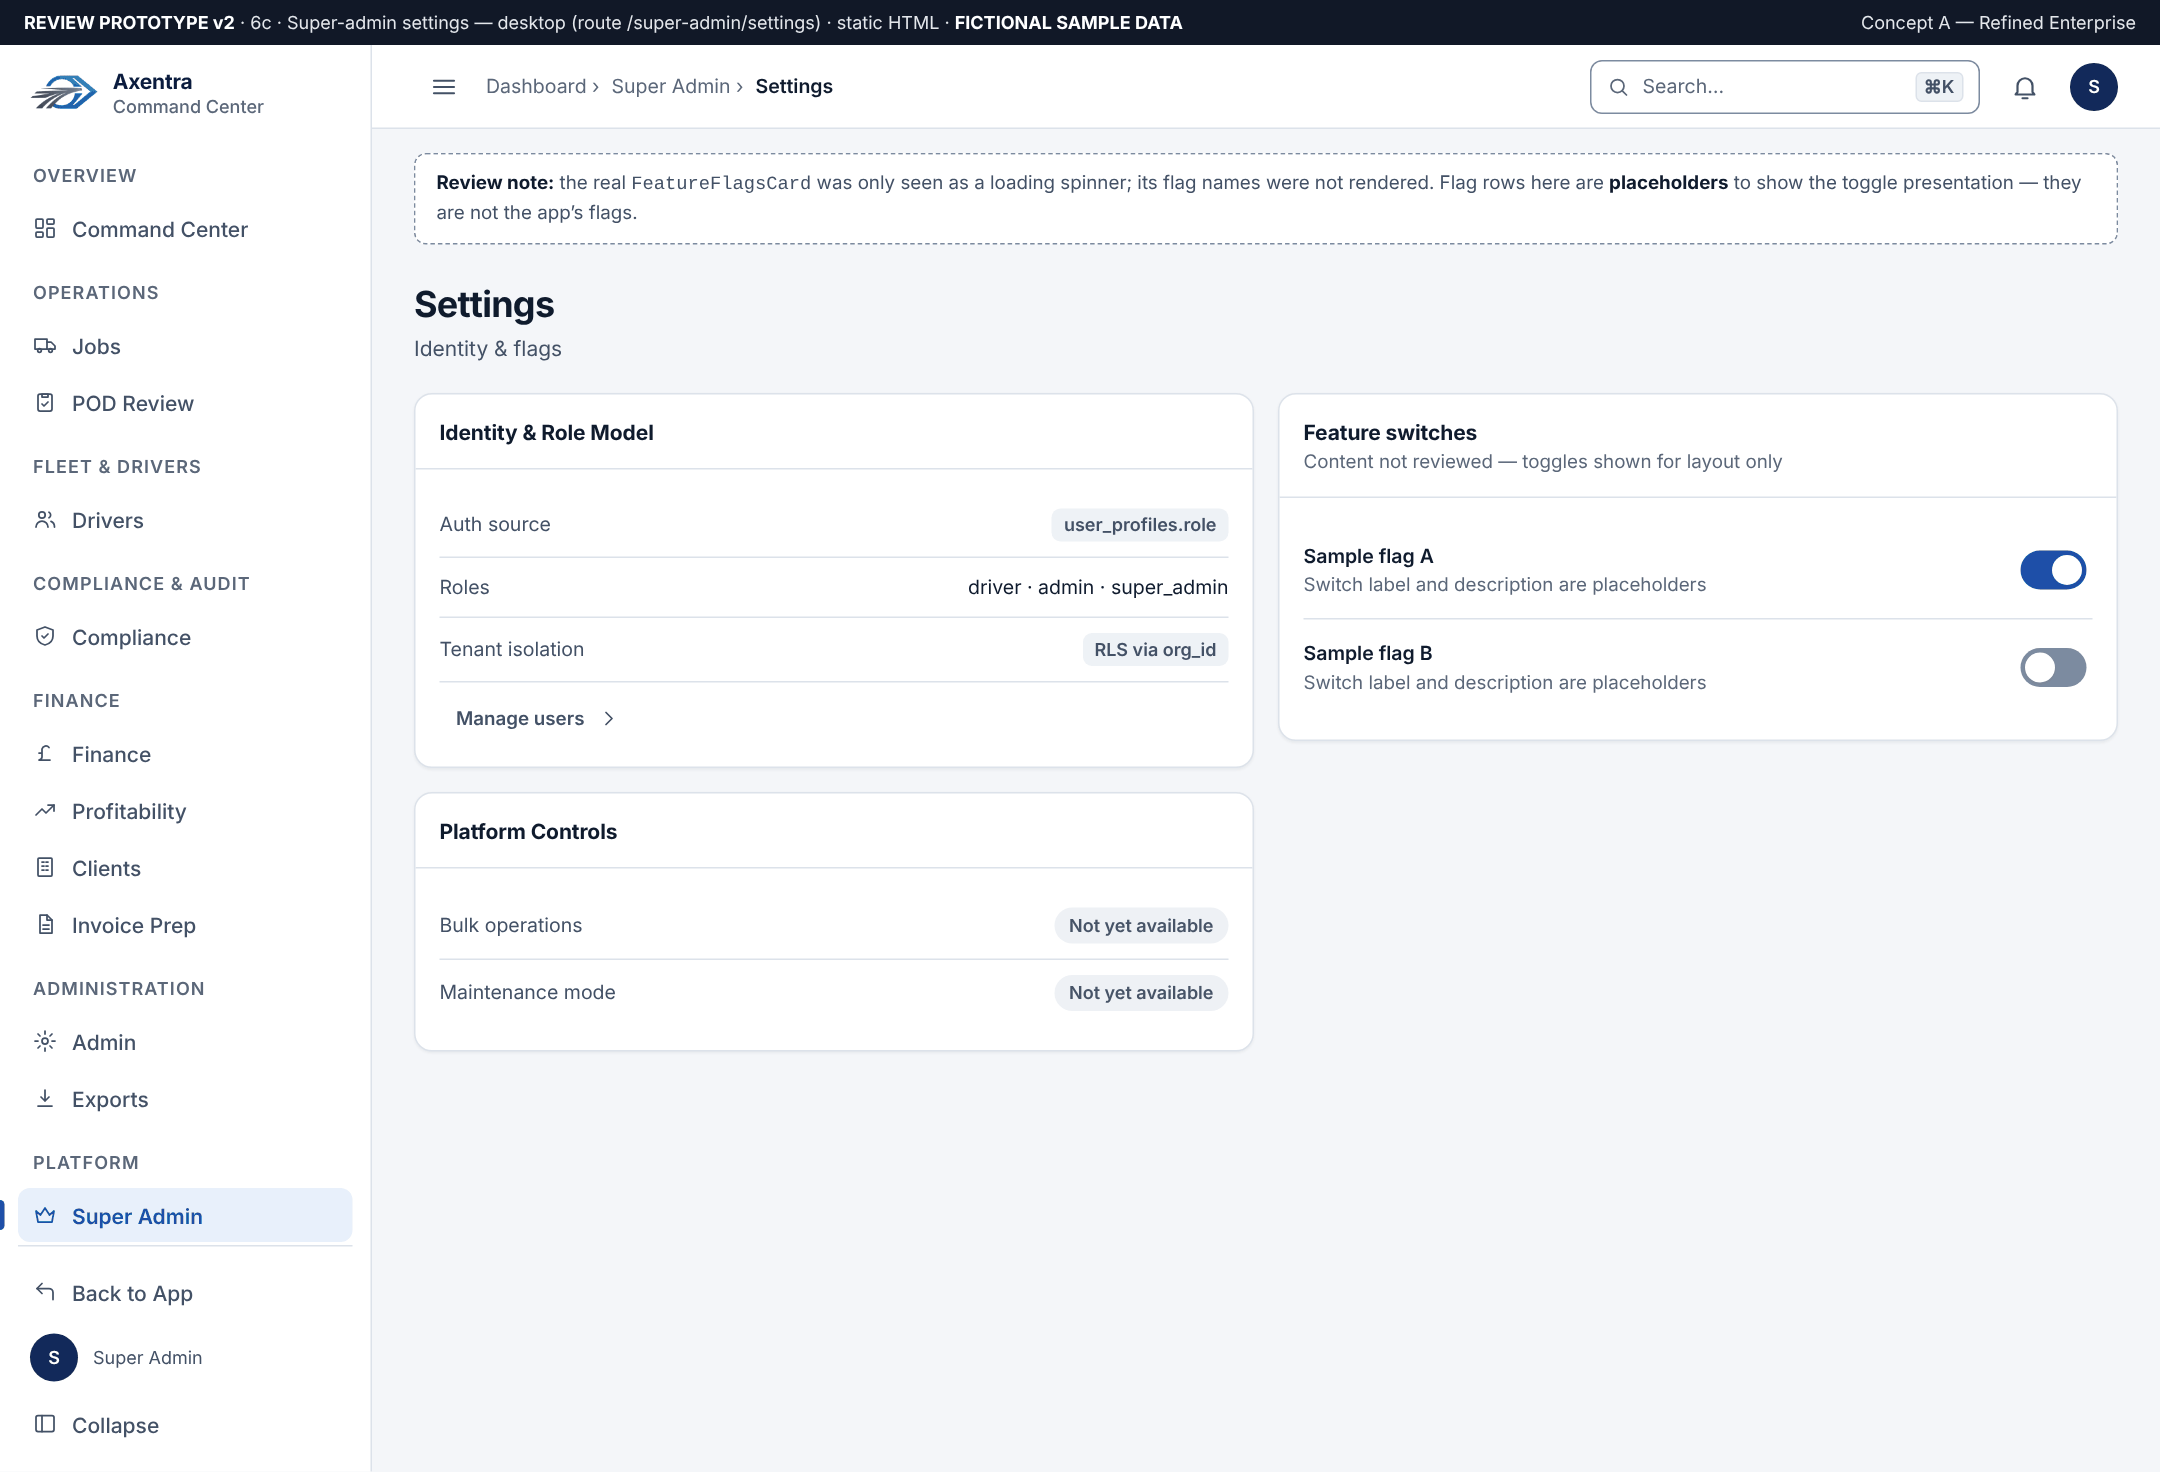 REVIEW PROTOTYPE v2 · 6c · Super-admin settings — desktop (route /super-admin/settings) · static HTML · FICTIONAL SAMPLE DATA
Concept A — Refined Enterprise
Axentra
Command Center
OVERVIEW
Command Center
OPERATIONS
Jobs
POD Review
FLEET & DRIVERS
Drivers
COMPLIANCE & AUDIT
Compliance
FINANCE
Finance
Profitability
Clients
Invoice Prep
ADMINISTRATION
Admin
Exports
PLATFORM
Super Admin
Back to App
S
Super Admin
Collapse
Dashboard › Super Admin › Settings
Search...
⌘K
S
Review note: the real FeatureFlagsCard was only seen as a loading spinner; its flag names were not rendered. Flag rows here are placeholders to show the toggle presentation — they
are not the app’s flags.
Settings
Identity & flags
Identity & Role Model
Auth source
user_profiles.role
Roles
driver · admin · super_admin
Tenant isolation
RLS via org_id
Manage users
Feature switches
Content not reviewed — toggles shown for layout only
Sample flag A
Switch label and description are placeholders
Sample flag B
Switch label and description are placeholders
Platform Controls
Bulk operations
Not yet available
Maintenance mode
Not yet available